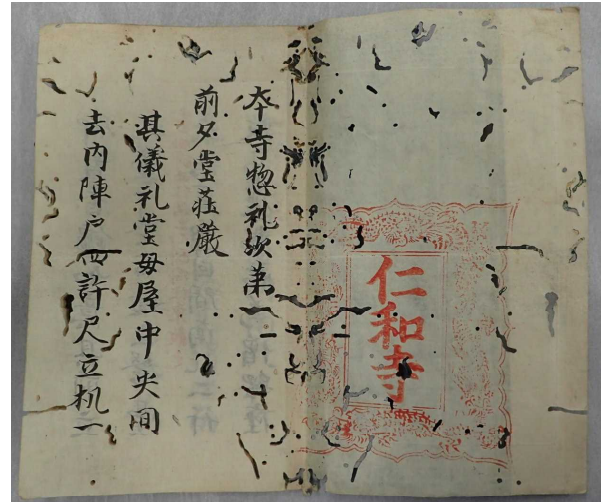 仁和寺
本寺惣礼次第
前夕堂荘厳
其儀礼堂母屋中央間
去内陣戸四許尺立机一